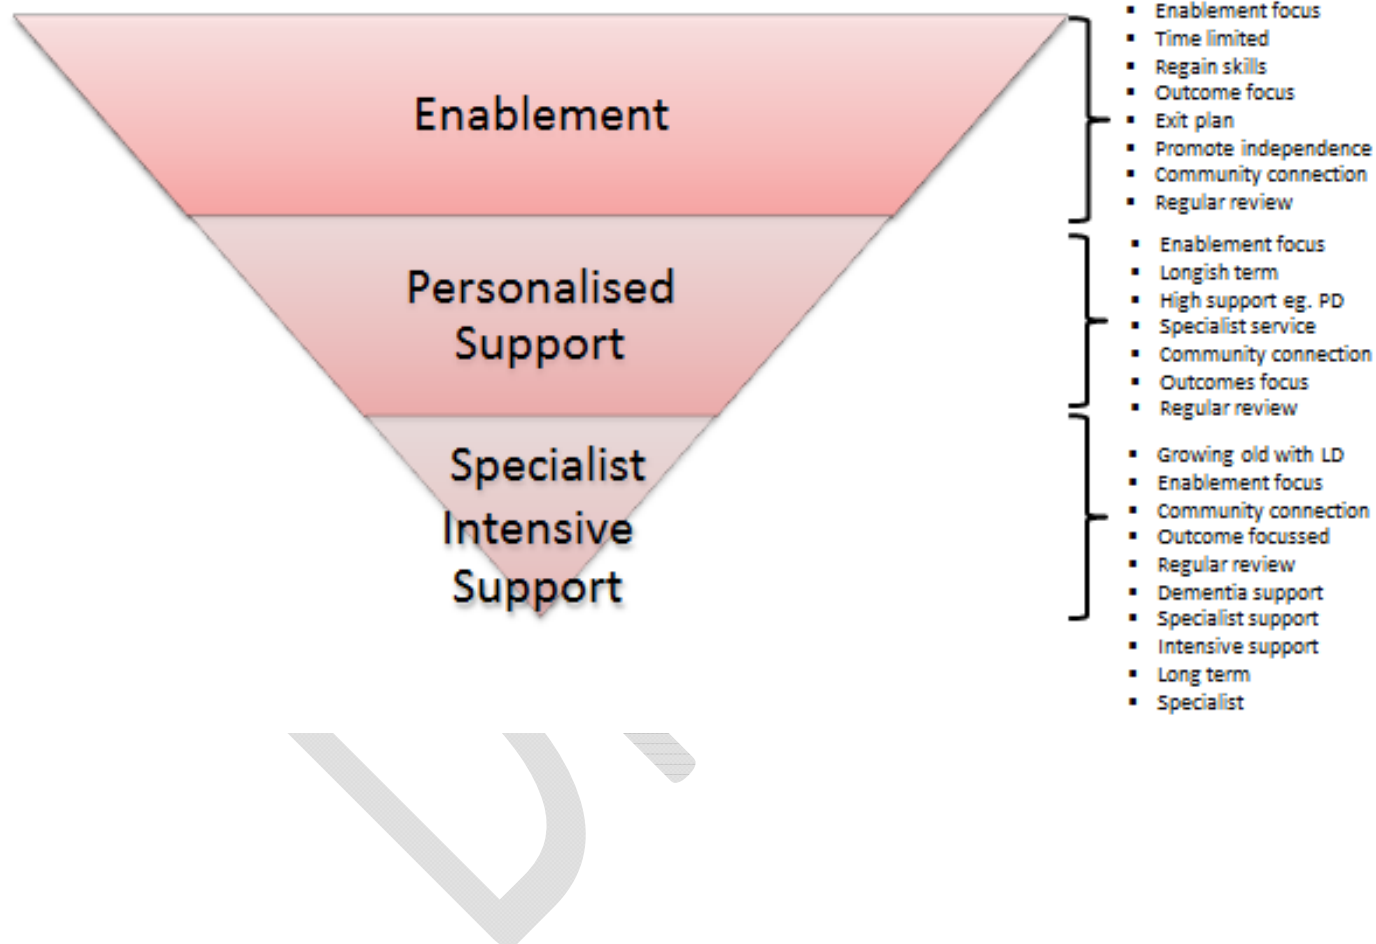 Enablement
Enablement focus
Time limited
Regain skills
Outcome focus
Exit plan
Promote independence
Community connection
Regular review
Personalised
Support
Enablement focus
Longish term
High support eg. PD
Specialist service
Community connection
Outcomes focus
Regular review
Specialist
Intensive
Support
Growing old with LD
Enablement focus
Community connection
Outcome focussed
Regular review
Dementia support
Specialist support
Intensive support
Long term
Specialist